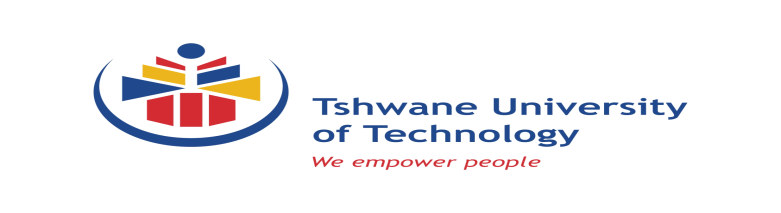 Tshwane University
of Technology
We empower people